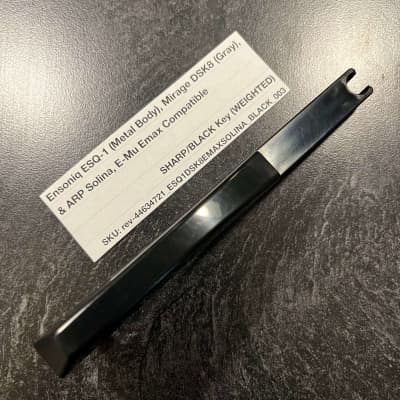 Ensoniq ESQ-1 (Metal Body), Mirage DSK8 (Gray),
& ARP Solina, E-Mu Emax Compatible
SHARP/BLACK Key (WEIGHTED)
SKU: rev-44634721_ESQ1DSK8EMAXSOLINA_BLACK_003